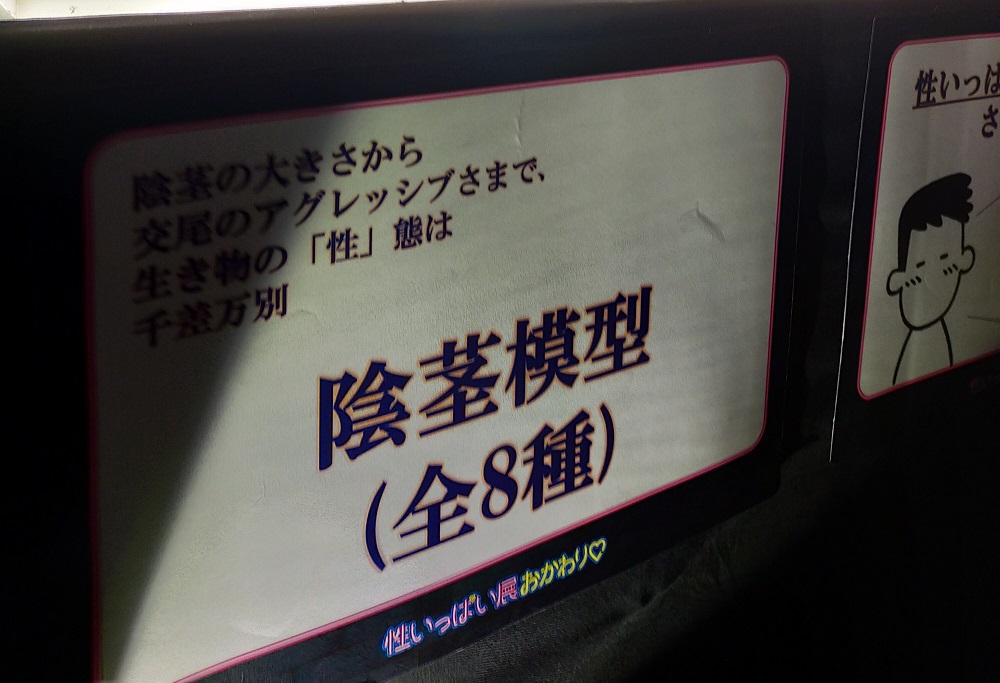 陰茎の大きさから
交尾のアグレッシブさまで、
生き物の「性」態は
千差万別
陰茎模型
(全8種)
性いっぱい展おかわり♡
性いっぱ
さ